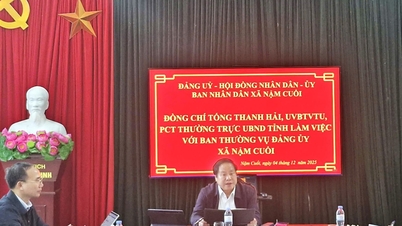 ĐẢNG UỶ - HỘI ĐỒNG NHÂN DÂN - ỦY
BAN NHÂN DÂN XÃ NẬM CUỔI
ĐỒNG CHÍ TỐNG THANH HẢI, UVBTVTU,
PCT THƯỜNG TRỰC UBND TỈNH LÀM VIỆC
VỚI BAN THƯỜNG VỤ ĐẢNG ỦY
XÃ NẬM CUỔI
Nậm Cuổi, ngày 04 tháng 12 năm 2025